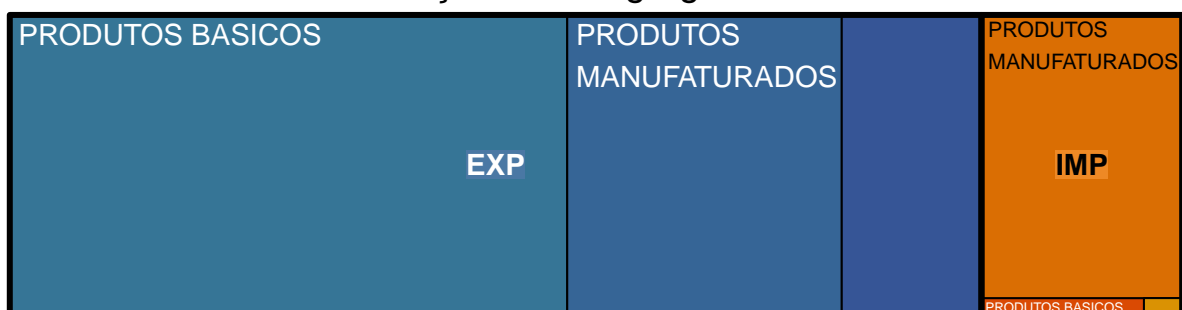 PRODUTOS BASICOS
PRODUTOS
MANUFATURADOS
EXP
PRODUTOS
MANUFATURADOS
IMP
PRODUTOS BASICOS